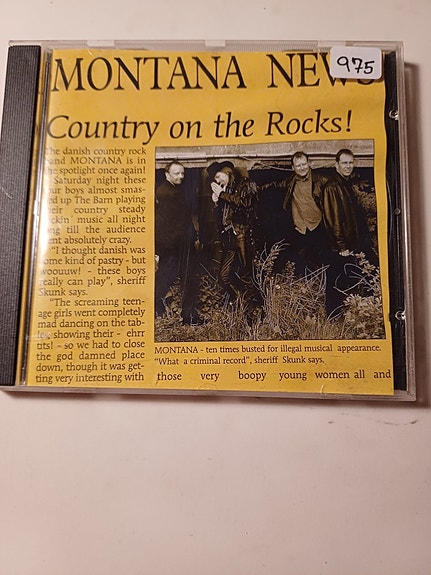 MONTANA NEWS
975
Country on the Rocks!
The danish country rock
band MONTANA is in
the spotlight once again!
Saturday night these
four boys almost smas-
ed up The Barn playing
their country steady
rockin' music all night
long till the audience
went absolutely crazy.
"I thought danish was
some kind of pastry - but
woouuw! - these boys
really can play", sheriff
Skunk says.
"The screaming teen-
age girls went completely
mad dancing on the tab-
le, showing their - ehrr
tits! - so we had to close
the god damned place
down, though it was get-
ting very interesting with
MONTANA - ten times busted for illegal musical appearance.
"What a criminal record", sheriff Skunk says.
those very boopy young women all and